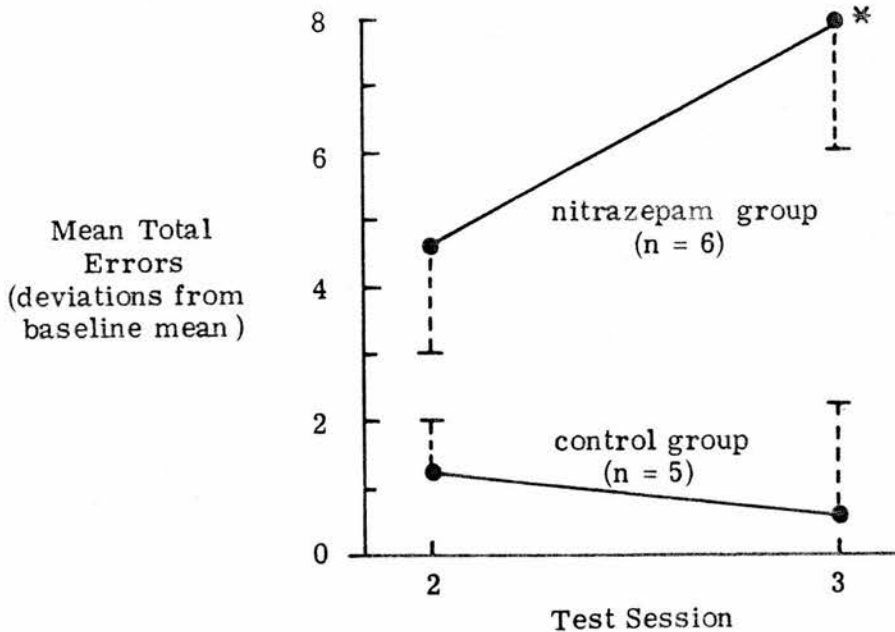 8
*
6
nitrazepam group
(n = 6)
Mean Total
Errors
(deviations from
baseline mean)
4
2
control group
(n = 5)
0
2
3
Test Session